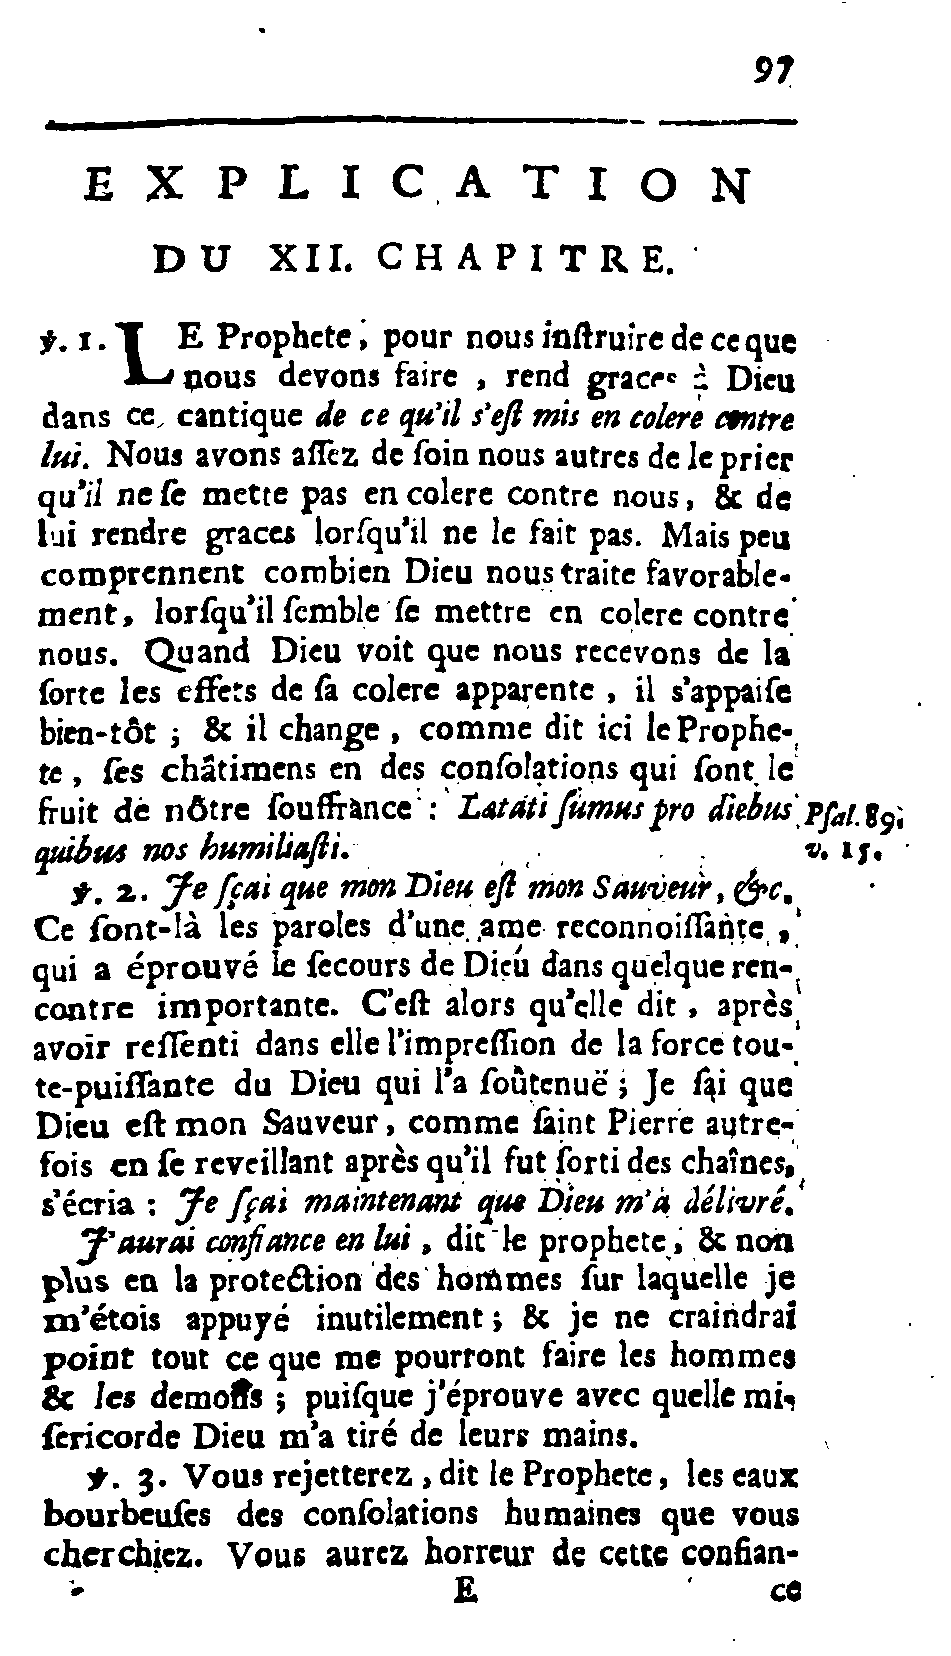 97
EXPLICATION
DU XII. CHAPITRE.
℣. 1. LE Prophete, pour nous inſtruire de ce que
nous devons faire, rend graces à Dieu
dans ce cantique de ce qu'il s'eſt mis en colere contre
lui. Nous avons aſſez de ſoin nous autres de le prier
qu'il ne ſe mette pas en colere contre nous, & de
lui rendre graces lorſqu'il ne le fait pas. Mais peu
comprennent combien Dieu nous traite favorable-
ment, lorſqu'il ſemble ſe mettre en colere contre
nous. Quand Dieu voit que nous recevons de la
ſorte les effets de ſa colere apparente, il s'appaiſe
bien-tôt; & il change, comme dit ici le Prophe-
te, ſes châtimens en des conſolations qui ſont le
fruit de nôtre ſouffrance: Latati ſumus pro diebus Pſal. 89.
quibus nos humiliaſti. v. 15.
℣. 2. Je ſçai que mon Dieu eſt mon Sauveur, &c.
Ce ſont-là les paroles d'une ame reconnoiſſante,
qui a éprouvé le ſecours de Dieu dans quelque ren-
contre importante. C'eſt alors qu'elle dit, après
avoir reſſenti dans elle l'impreſſion de la force tou-
te-puiſſante du Dieu qui l'a ſoûtenuë; Je ſai que
Dieu eſt mon Sauveur, comme ſaint Pierre autre-
fois en ſe reveillant après qu'il fut ſorti des chaînes,
s'écria: Je ſçai maintenant que Dieu m'a délivré.
J'aurai confiance en lui, dit le prophete; & non
plus en la protection des hommes ſur laquelle je
m'étois appuyé inutilement; & je ne craindrai
point tout ce que me pourront faire les hommes
& les demons; puiſque j'éprouve avec quelle mi-
ſericorde Dieu m'a tiré de leurs mains.
℣. 3. Vous rejetterez, dit le Prophete, les eaux
bourbeuſes des conſolations humaines que vous
cherchiez. Vous aurez horreur de cette confian-
E ce